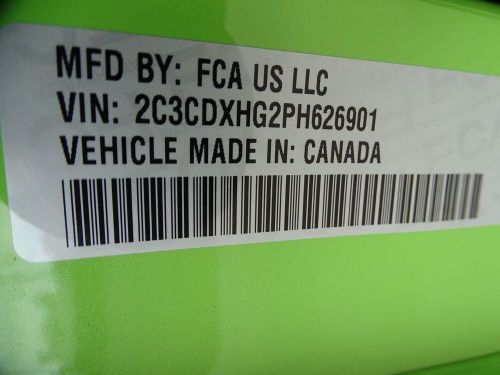 MFD BY: FCA US LLC
VIN: 2C3CDXHG2PH626901
VEHICLE MADE IN: CANADA